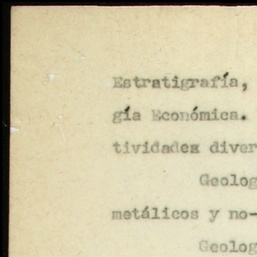 Estratigrafía,
gía Económica.
tividades diver
Geolog
metálicos y no-
Geolog